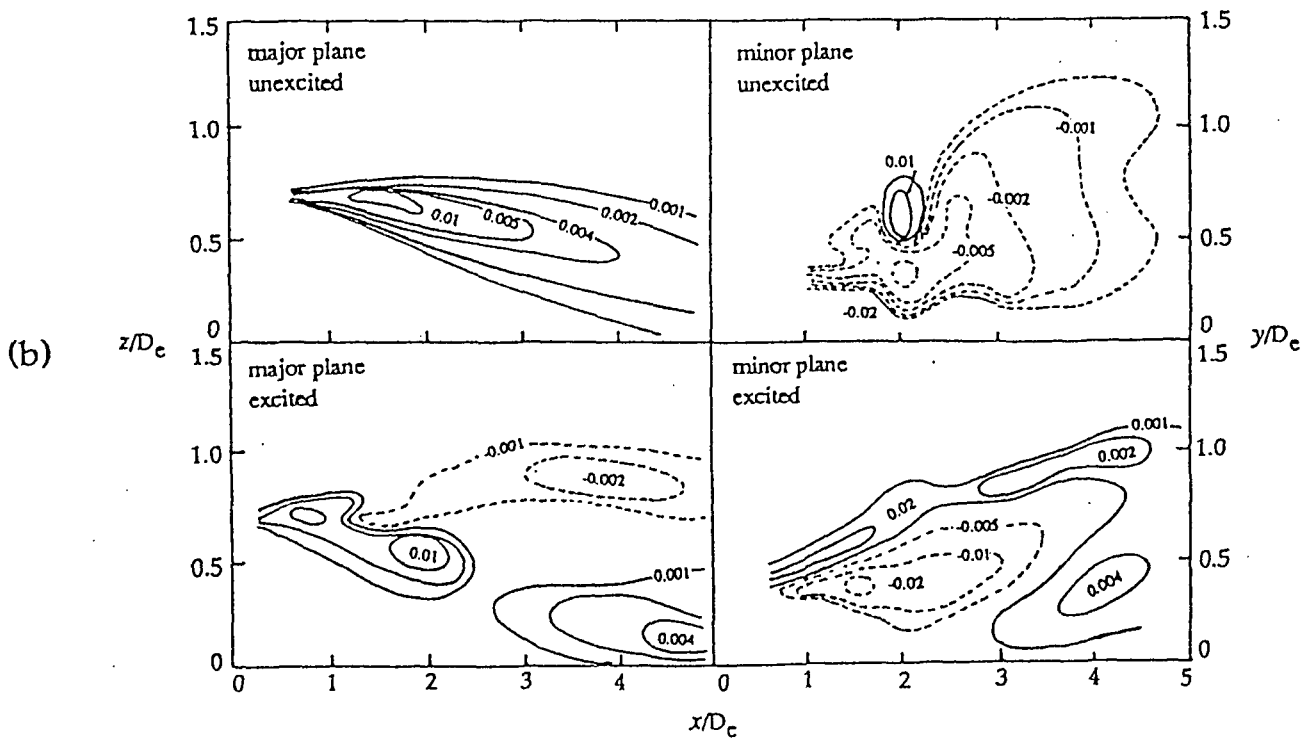 (b)
z/Dₑ
y/Dₑ
x/Dₑ
1.5
1.0
0.5
0
major plane
unexcited
0.01
0.005
0.004
0.002
0.001
minor plane
unexcited
0.01
-0.001
-0.002
-0.005
-0.02
1.5
1.0
0.5
0
1.5
1.0
0.5
0
major plane
excited
-0.001
-0.002
0.01
0.001
0.004
minor plane
excited
0.001
0.002
0.02
-0.005
-0.01
-0.02
0.004
1.5
1.0
0.5
0
0 1 2 3 4 0 1 2 3 4 5